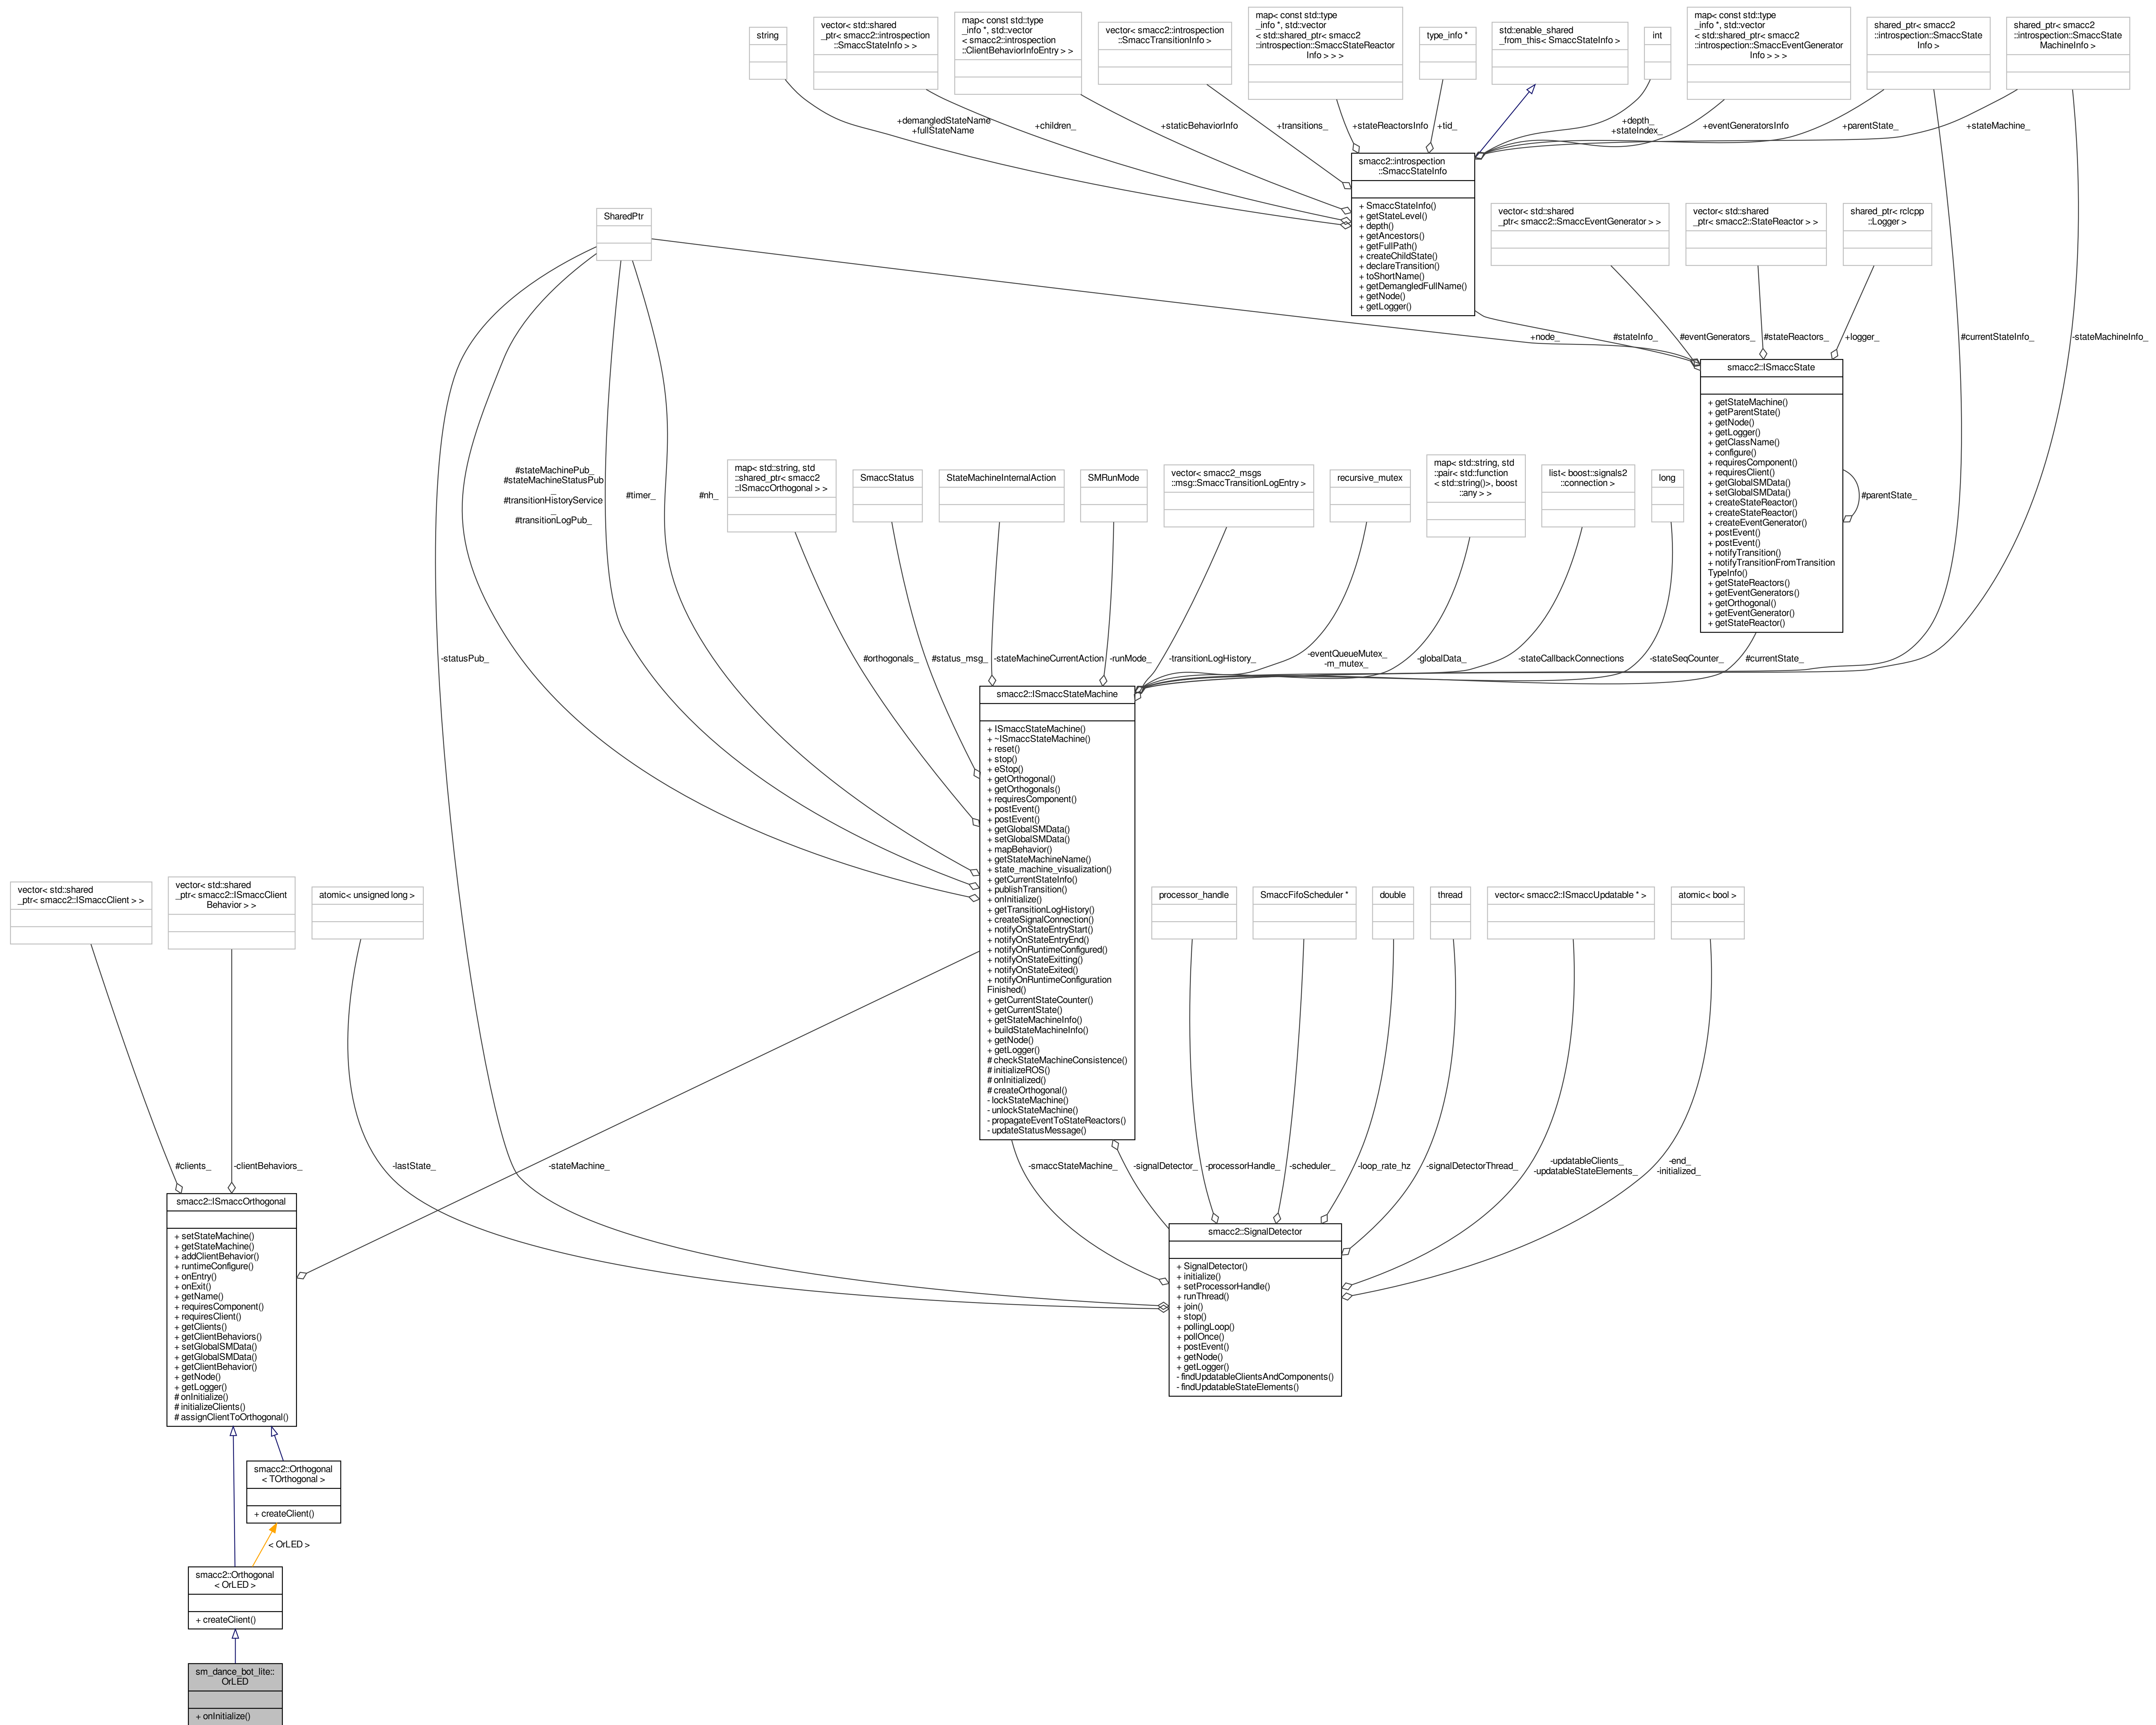 string
vector< std::shared
_ptr< smacc2::introspection
::SmaccStateInfo > >
map< const std::type
_info *, std::vector
< smacc2::introspection
::ClientBehaviorInfoEntry > >
vector< smacc2::introspection
::SmaccTransitionInfo >
map< const std::type
_info *, std::vector
< std::shared_ptr< smacc2
::introspection::SmaccStateReactor
Info > > >
type_info *
std::enable_shared
_from_this< SmaccStateInfo >
int
map< const std::type
_info *, std::vector
< std::shared_ptr< smacc2
::introspection::SmaccEventGenerator
Info > > >
shared_ptr< smacc2
::introspection::SmaccState
Info >
shared_ptr< smacc2
::introspection::SmaccState
MachineInfo >
+demangledStateName
+fullStateName
+children_
+staticBehaviorInfo
+transitions_
+stateReactorsInfo
+tid_
+depth_
+stateIndex_
+eventGeneratorsInfo
+parentState_
+stateMachine_
smacc2::introspection
::SmaccStateInfo
+ SmaccStateInfo()
+ getStateLevel()
+ depth()
+ getAncestors()
+ getFullPath()
+ createChildState()
+ declareTransition()
+ toShortName()
+ getDemangledFullName()
+ getNode()
+ getLogger()
SharedPtr
vector< std::shared
_ptr< smacc2::SmaccEventGenerator > >
vector< std::shared
_ptr< smacc2::StateReactor > >
shared_ptr< rclcpp
::Logger >
+node_
#stateInfo_
#eventGenerators_
#stateReactors_
+logger_
#currentStateInfo_
-stateMachineInfo_
smacc2::ISmaccState
+ getStateMachine()
+ getParentState()
+ getNode()
+ getLogger()
+ getClassName()
+ configure()
+ requiresComponent()
+ requiresClient()
+ getGlobalSMData()
+ setGlobalSMData()
+ createStateReactor()
+ createStateReactor()
+ createEventGenerator()
+ postEvent()
+ postEvent()
+ notifyTransition()
+ notifyTransitionFromTransition
TypeInfo()
+ getStateReactors()
+ getEventGenerators()
+ getOrthogonal()
+ getEventGenerator()
+ getStateReactor()
#parentState_
#stateMachinePub_
#stateMachineStatusPub
_
#transitionHistoryService
_
#transitionLogPub_
#timer_
#nh_
map< std::string, std
::shared_ptr< smacc2
::ISmaccOrthogonal > >
SmaccStatus
StateMachineInternalAction
SMRunMode
vector< smacc2_msgs
::msg::SmaccTransitionLogEntry >
recursive_mutex
map< std::string, std
::pair< std::function
< std::string()>, boost
::any > >
list< boost::signals2
::connection >
long
-statusPub_
#orthogonals_
#status_msg_
-stateMachineCurrentAction
-runMode_
-transitionLogHistory_
-eventQueueMutex_
-m_mutex_
-globalData_
-stateCallbackConnections
-stateSeqCounter_
#currentState_
smacc2::ISmaccStateMachine
+ ISmaccStateMachine()
+ ~ISmaccStateMachine()
+ reset()
+ stop()
+ eStop()
+ getOrthogonal()
+ getOrthogonals()
+ requiresComponent()
+ postEvent()
+ postEvent()
+ getGlobalSMData()
+ setGlobalSMData()
+ mapBehavior()
+ getStateMachineName()
+ state_machine_visualization()
+ getCurrentStateInfo()
+ publishTransition()
+ onInitialize()
+ getTransitionLogHistory()
+ createSignalConnection()
+ notifyOnStateEntryStart()
+ notifyOnStateEntryEnd()
+ notifyOnRuntimeConfigured()
+ notifyOnStateExitting()
+ notifyOnStateExited()
+ notifyOnRuntimeConfiguration
Finished()
+ getCurrentStateCounter()
+ getCurrentState()
+ getStateMachineInfo()
+ buildStateMachineInfo()
+ getNode()
+ getLogger()
# checkStateMachineConsistence()
# initializeROS()
# onInitialized()
# createOrthogonal()
- lockStateMachine()
- unlockStateMachine()
- propagateEventToStateReactors()
- updateStatusMessage()
vector< std::shared
_ptr< smacc2::ISmaccClient > >
vector< std::shared
_ptr< smacc2::ISmaccClient
Behavior > >
atomic< unsigned long >
processor_handle
SmaccFifoScheduler *
double
thread
vector< smacc2::ISmaccUpdatable * >
atomic< bool >
#clients_
-clientBehaviors_
-lastState_
-stateMachine_
-smaccStateMachine_
-signalDetector_
-processorHandle_
-scheduler_
-loop_rate_hz
-signalDetectorThread_
-updatableClients_
-updatableStateElements_
-end_
-initialized_
smacc2::ISmaccOrthogonal
+ setStateMachine()
+ getStateMachine()
+ addClientBehavior()
+ runtimeConfigure()
+ onEntry()
+ onExit()
+ getName()
+ requiresComponent()
+ requiresClient()
+ getClients()
+ getClientBehaviors()
+ setGlobalSMData()
+ getGlobalSMData()
+ getClientBehavior()
+ getNode()
+ getLogger()
# onInitialize()
# initializeClients()
# assignClientToOrthogonal()
smacc2::SignalDetector
+ SignalDetector()
+ initialize()
+ setProcessorHandle()
+ runThread()
+ join()
+ stop()
+ pollingLoop()
+ pollOnce()
+ postEvent()
+ getNode()
+ getLogger()
- findUpdatableClientsAndComponents()
- findUpdatableStateElements()
smacc2::Orthogonal
< TOrthogonal >
+ createClient()
< OrLED >
smacc2::Orthogonal
< OrLED >
+ createClient()
sm_dance_bot_lite::
OrLED
+ onInitialize()